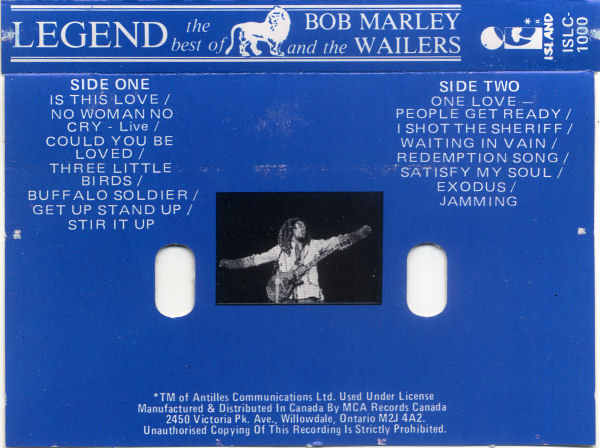 LEGEND the best of BOB MARLEY and the WAILERS
ISLAND
ISLC-1000
SIDE ONE
IS THIS LOVE /
NO WOMAN NO
CRY - Live /
COULD YOU BE
LOVED /
THREE LITTLE
BIRDS /
BUFFALO SOLDIER /
GET UP STAND UP /
STIR IT UP
SIDE TWO
ONE LOVE —
PEOPLE GET READY /
I SHOT THE SHERIFF /
WAITING IN VAIN /
REDEMPTION SONG /
SATISFY MY SOUL /
EXODUS /
JAMMING
*TM of Antilles Communications Ltd. Used Under License
Manufactured & Distributed In Canada By MCA Records Canada
2450 Victoria Pk. Ave., Willowdale, Ontario M2J 4A2.
Unauthorised Copying Of This Recording Is Strictly Prohibited.